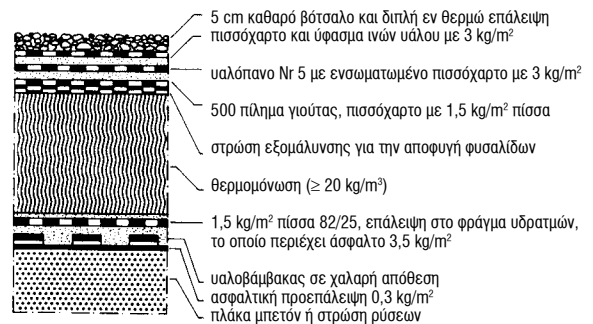 5 cm καθαρό βότσαλο και διπλή εν θερμώ επάλειψη
πισσόχαρτο και ύφασμα ινών υάλου με 3 kg/m²
υαλόπανο Nr 5 με ενσωματωμένο πισσόχαρτο με 3 kg/m²
500 πίλημα γιούτας, πισσόχαρτο με 1,5 kg/m² πίσσα
στρώση εξομάλυνσης για την αποφυγή φυσαλίδων
θερμομόνωση (≥ 20 kg/m³)
1,5 kg/m² πίσσα 82/25, επάλειψη στο φράγμα υδρατμών,
το οποίο περιέχει άσφαλτο 3,5 kg/m²
υαλοβάμβακας σε χαλαρή απόθεση
ασφαλτική προεπάλειψη 0,3 kg/m²
πλάκα μπετόν ή στρώση ρύσεων